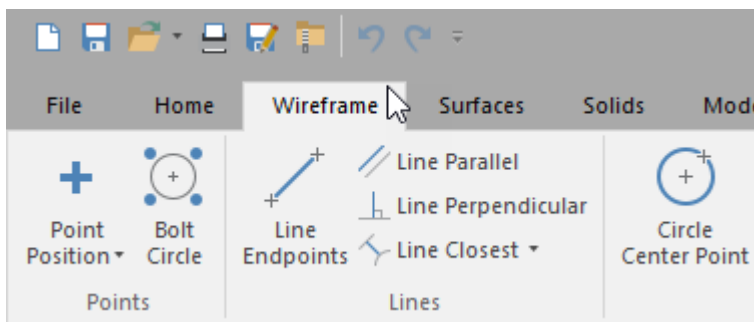 File Home Wireframe Surfaces Solids
Point Position
Bolt Circle
Line Endpoints
Line Parallel
Line Perpendicular
Line Closest
Circle Center Point
Points
Lines